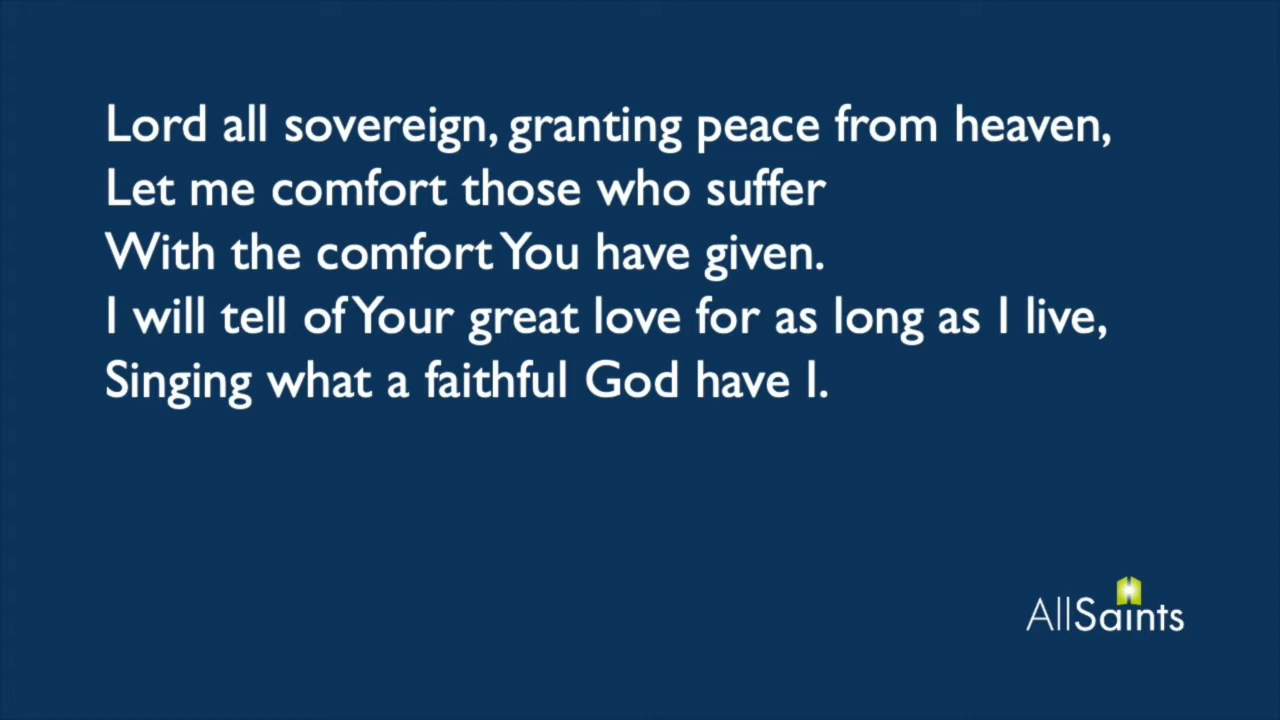 Lord all sovereign, granting peace from heaven,
Let me comfort those who suffer
With the comfort You have given.
I will tell of Your great love for as long as I live,
Singing what a faithful God have I.
AllSaints